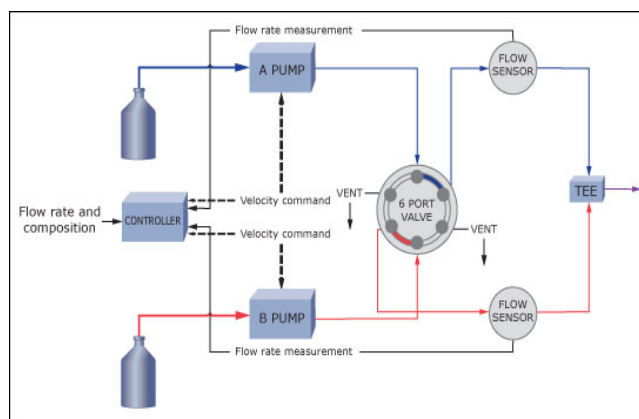 Flow rate measurement
A PUMP
FLOW
SENSOR
Velocity command
VENT
6 PORT
VALVE
TEE
Flow rate and
composition
CONTROLLER
VENT
Velocity command
B PUMP
FLOW
SENSOR
Flow rate measurement